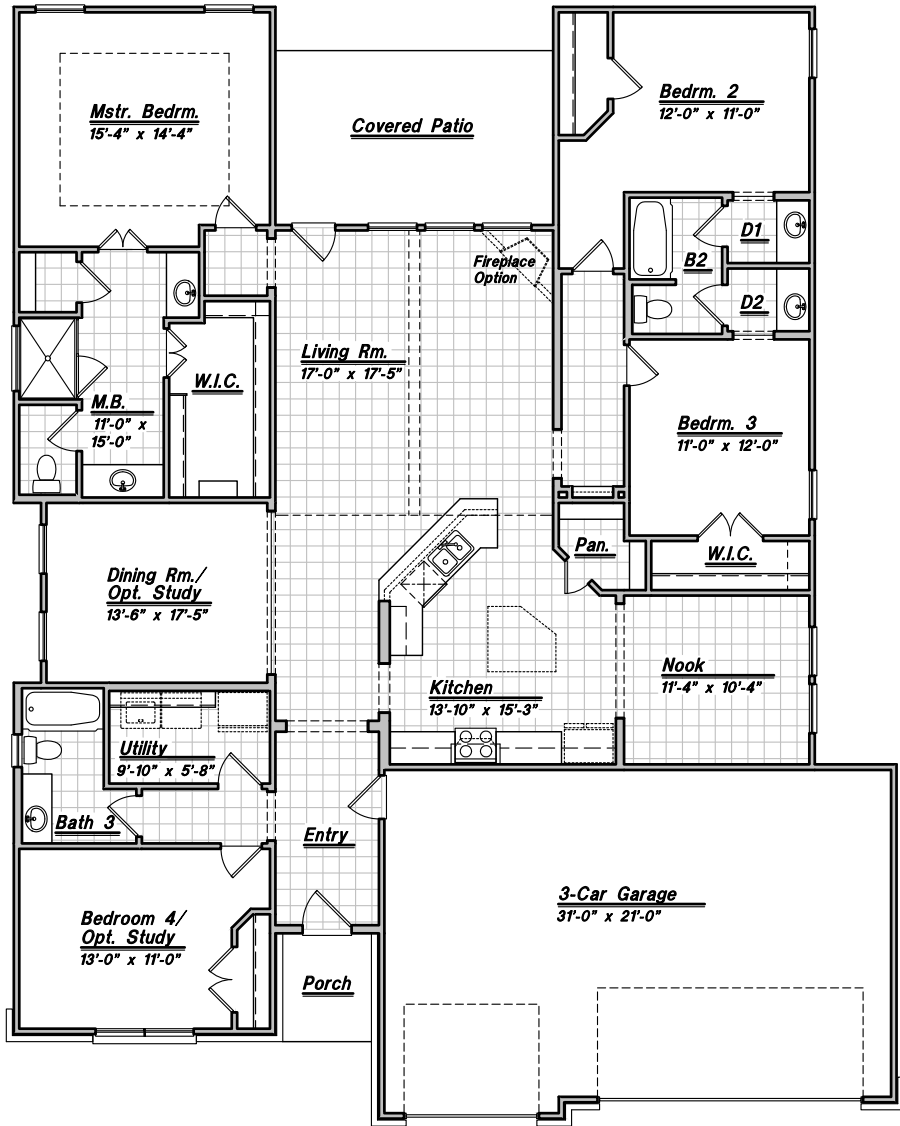 Mstr. Bedrm.
15'-4" x 14'-4"
Covered Patio
Bedrm. 2
12'-0" x 11'-0"
D1
B2
D2
Fireplace
Option
Living Rm.
17'-0" x 17'-5"
W.I.C.
M.B.
11'-0" x
15'-0"
Bedrm. 3
11'-0" x 12'-0"
Pan.
W.I.C.
Dining Rm./
Opt. Study
13'-6" x 17'-5"
Kitchen
13'-10" x 15'-3"
Nook
11'-4" x 10'-4"
Utility
9'-10" x 5'-8"
Bath 3
Entry
3-Car Garage
31'-0" x 21'-0"
Bedroom 4/
Opt. Study
13'-0" x 11'-0"
Porch